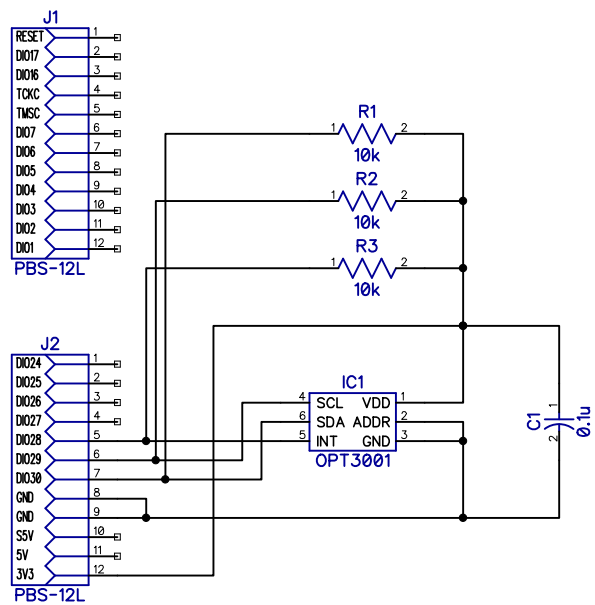 J1
RESET 1
DIO17 2
DIO16 3
TCKC 4
TMSC 5
DIO7 6
DIO6 7
DIO5 8
DIO4 9
DIO3 10
DIO2 11
DIO1 12
PBS-12L
R1
1 2
10k
R2
1 2
10k
R3
1 2
10k
J2
DIO24 1
DIO25 2
DIO26 3
DIO27 4
DIO28 5
DIO29 6
DIO30 7
GND 8
GND 9
S5V 10
5V 11
3V3 12
PBS-12L
IC1
4 SCL VDD 1
6 SDA ADDR 2
5 INT GND 3
OPT3001
C1
1
2
0.1u